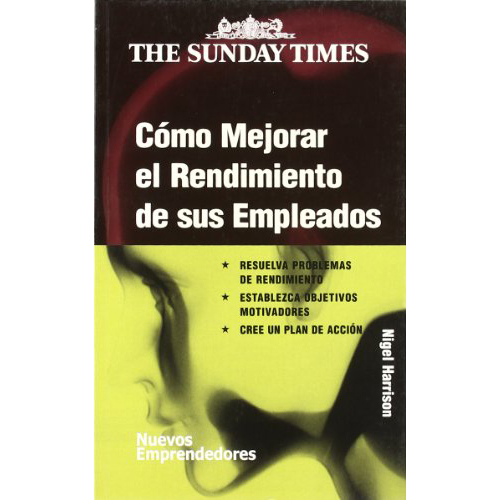 THE SUNDAY TIMES
Cómo Mejorar
el Rendimiento
de sus Empleados
★ RESUELVA PROBLEMAS
DE RENDIMIENTO
★ ESTABLEZCA OBJETIVOS
MOTIVADORES
★ CREE UN PLAN DE ACCIÓN
Nigel Harrison
Nuevos
Emprendedores